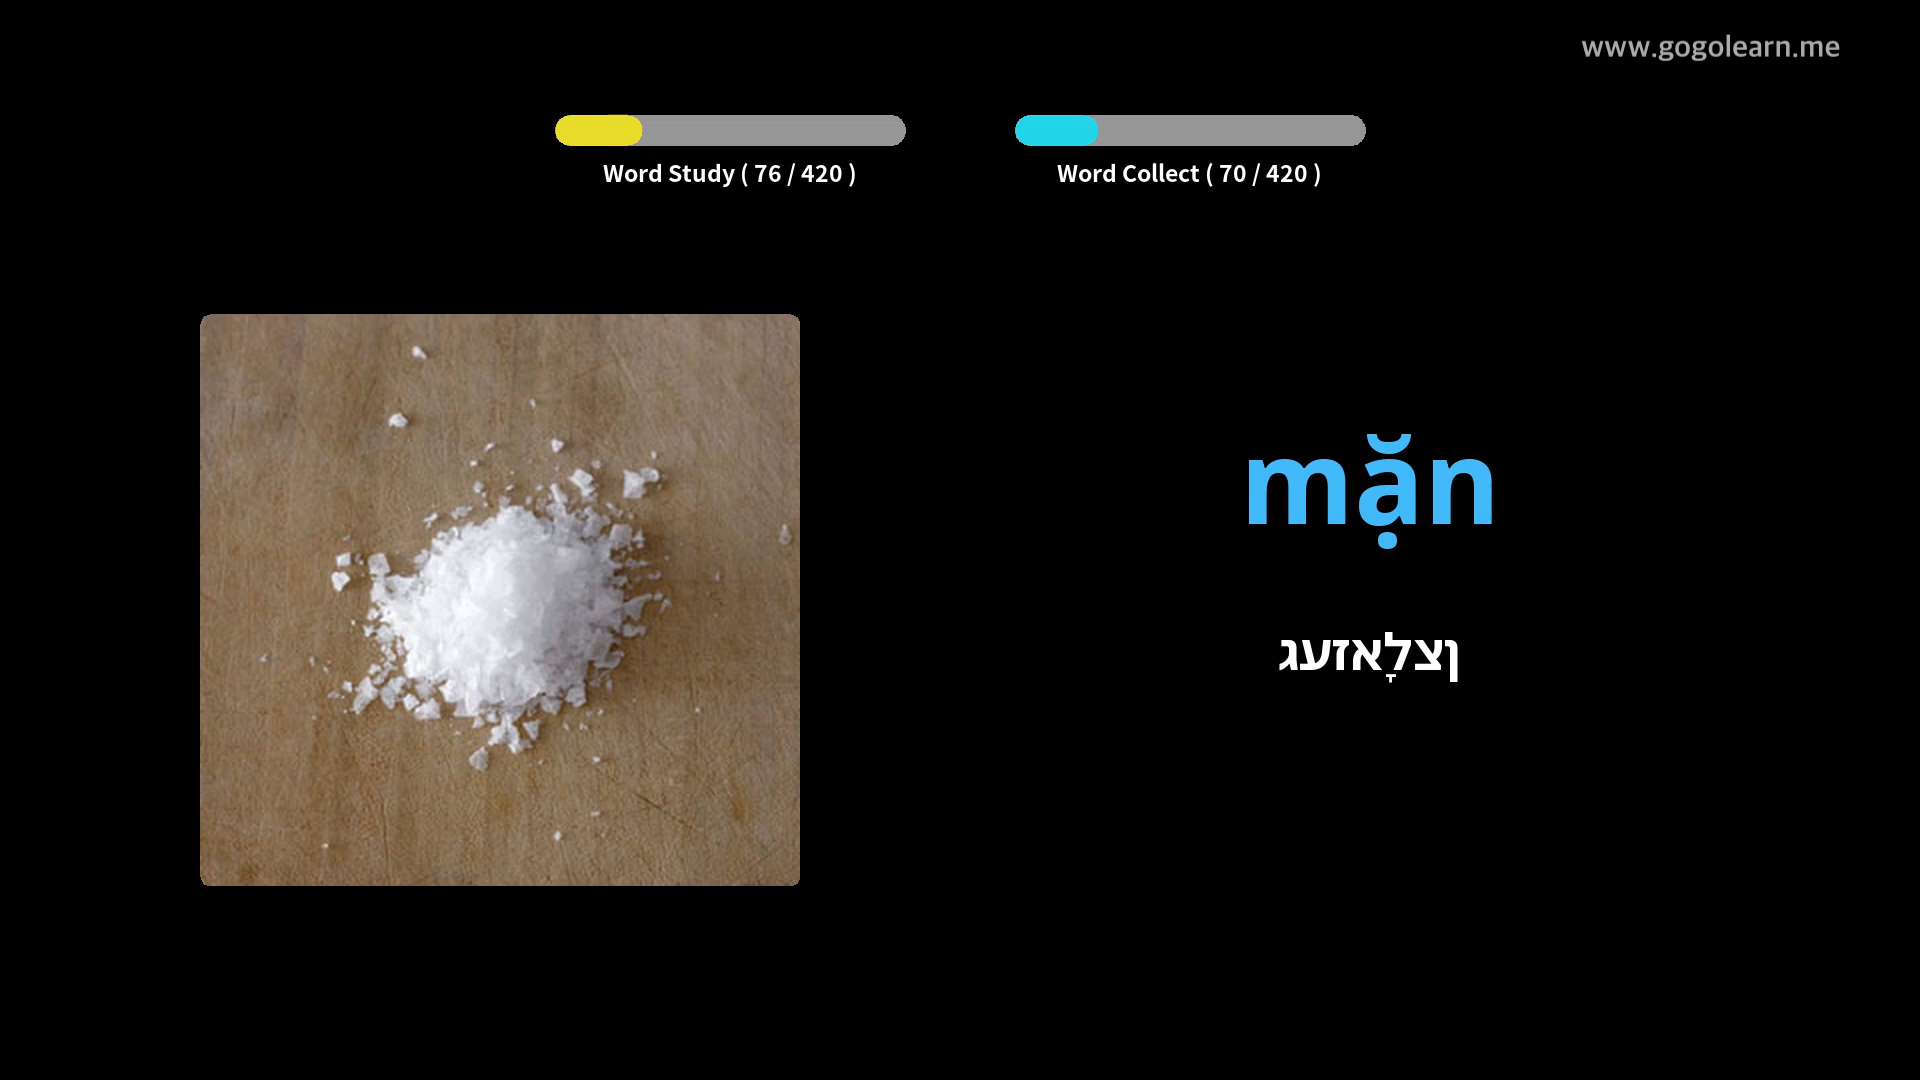 www.gogolearn.me
Word Study ( 76 / 420 )
Word Collect ( 70 / 420 )
mặn
געזאָלצן